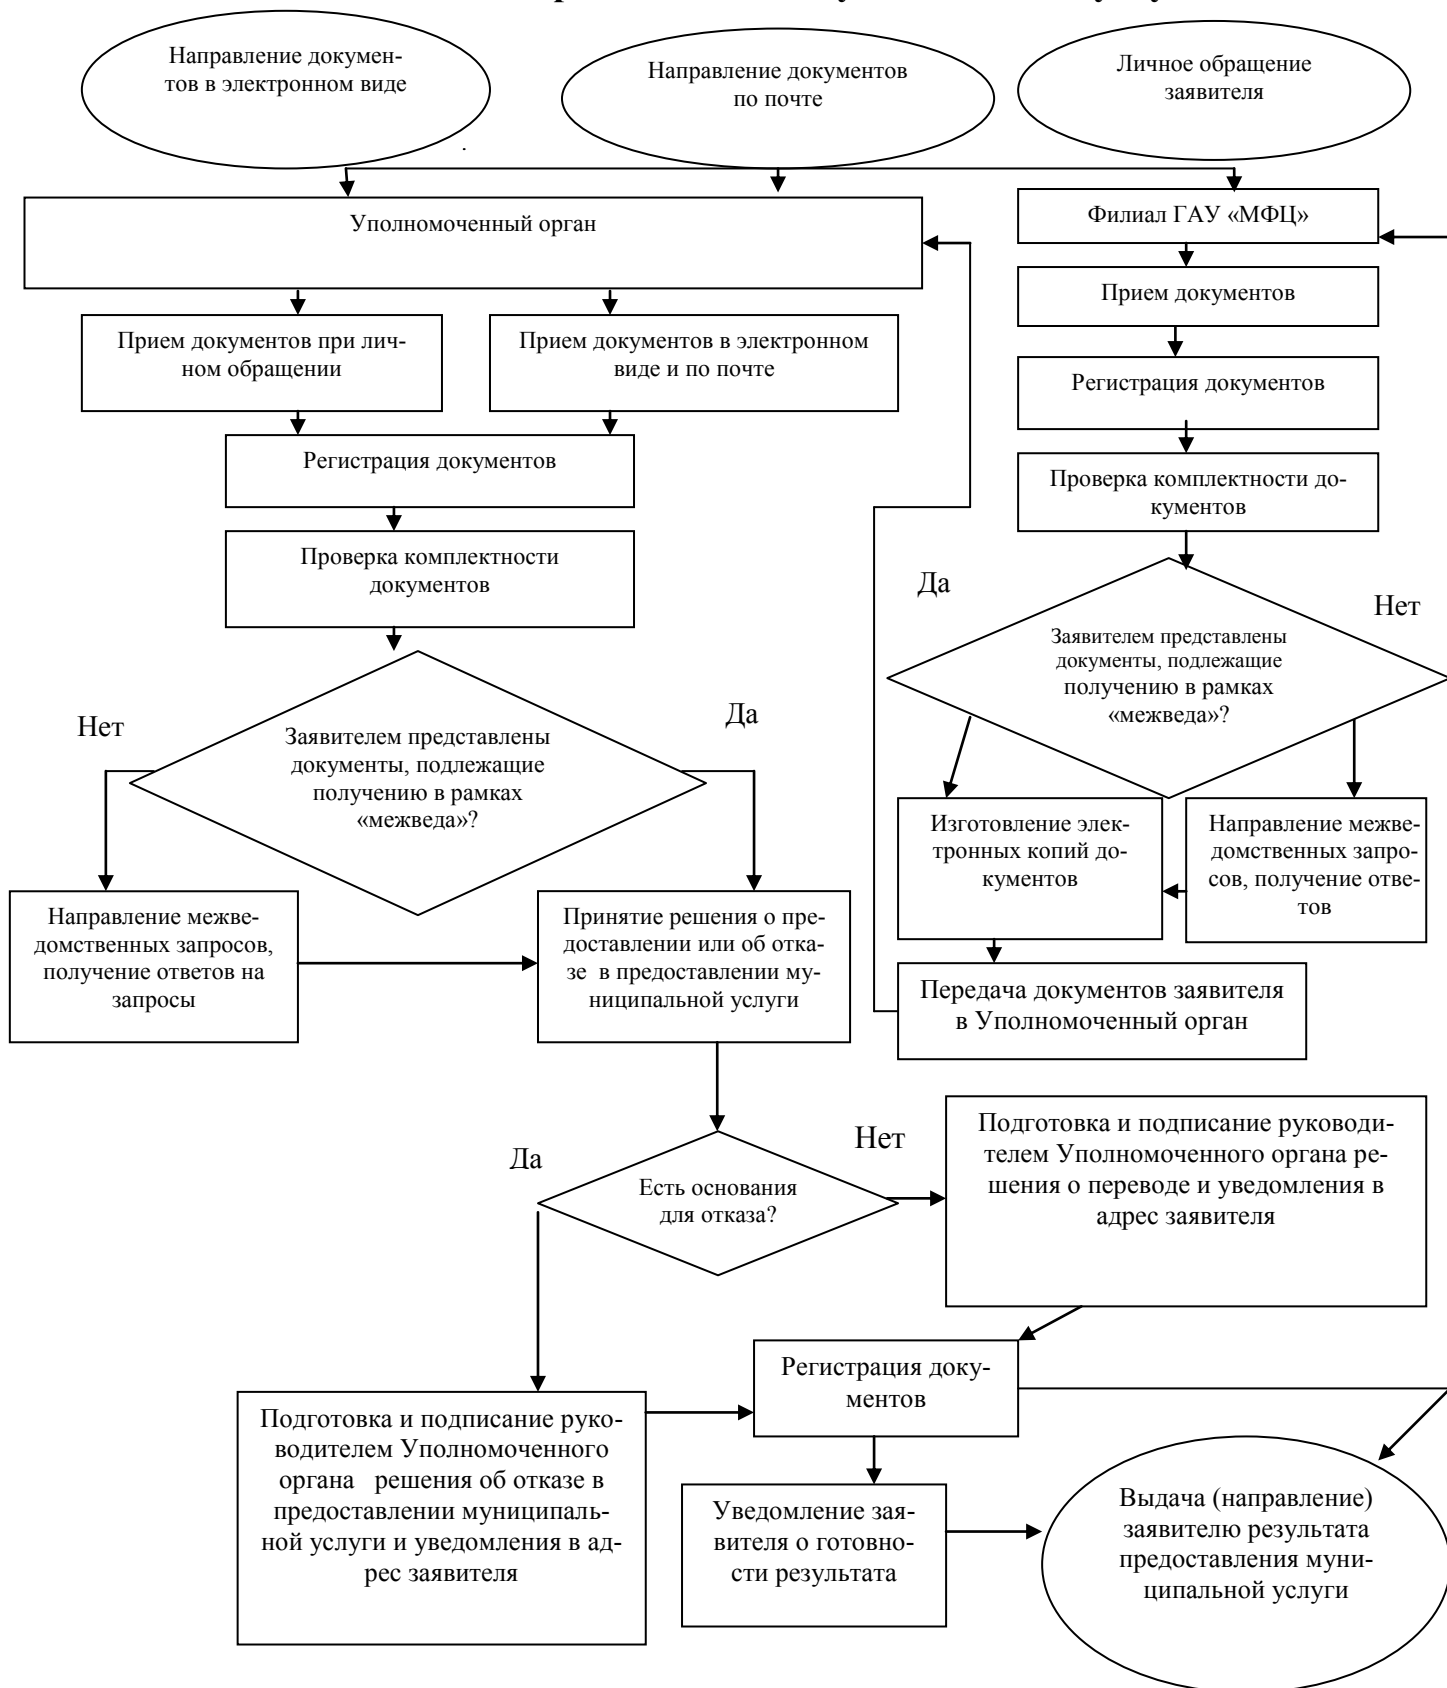 Направление докумен-
тов в электронном виде
Направление документов
по почте
Личное обращение
заявителя
Уполномоченный орган
Филиал ГАУ «МФЦ»
Прием документов
Прием документов при лич-
ном обращении
Прием документов в электронном
виде и по почте
Регистрация документов
Регистрация документов
Проверка комплектности до-
кументов
Проверка комплектности
документов
Да
Нет
Заявителем представлены
документы, подлежащие
получению в рамках
«межведа»?
Нет
Да
Заявителем представлены
документы, подлежащие
получению в рамках
«межведа»?
Изготовление элек-
тронных копий до-
кументов
Направление межве-
домственных запро-
сов, получение отве-
тов
Направление межве-
домственных запросов,
получение ответов на
запросы
Принятие решения о пре-
доставлении или об отка-
зе в предоставлении му-
ниципальной услуги
Передача документов заявителя
в Уполномоченный орган
Да
Нет
Есть основания
для отказа?
Подготовка и подписание руководи-
телем Уполномоченного органа ре-
шения о переводе и уведомления в
адрес заявителя
Регистрация доку-
ментов
Подготовка и подписание руко-
водителем Уполномоченного
органа решения об отказе в
предоставлении муниципаль-
ной услуги и уведомления в ад-
рес заявителя
Уведомление зая-
вителя о готовно-
сти результата
Выдача (направление)
заявителю результата
предоставления муни-
ципальной услуги